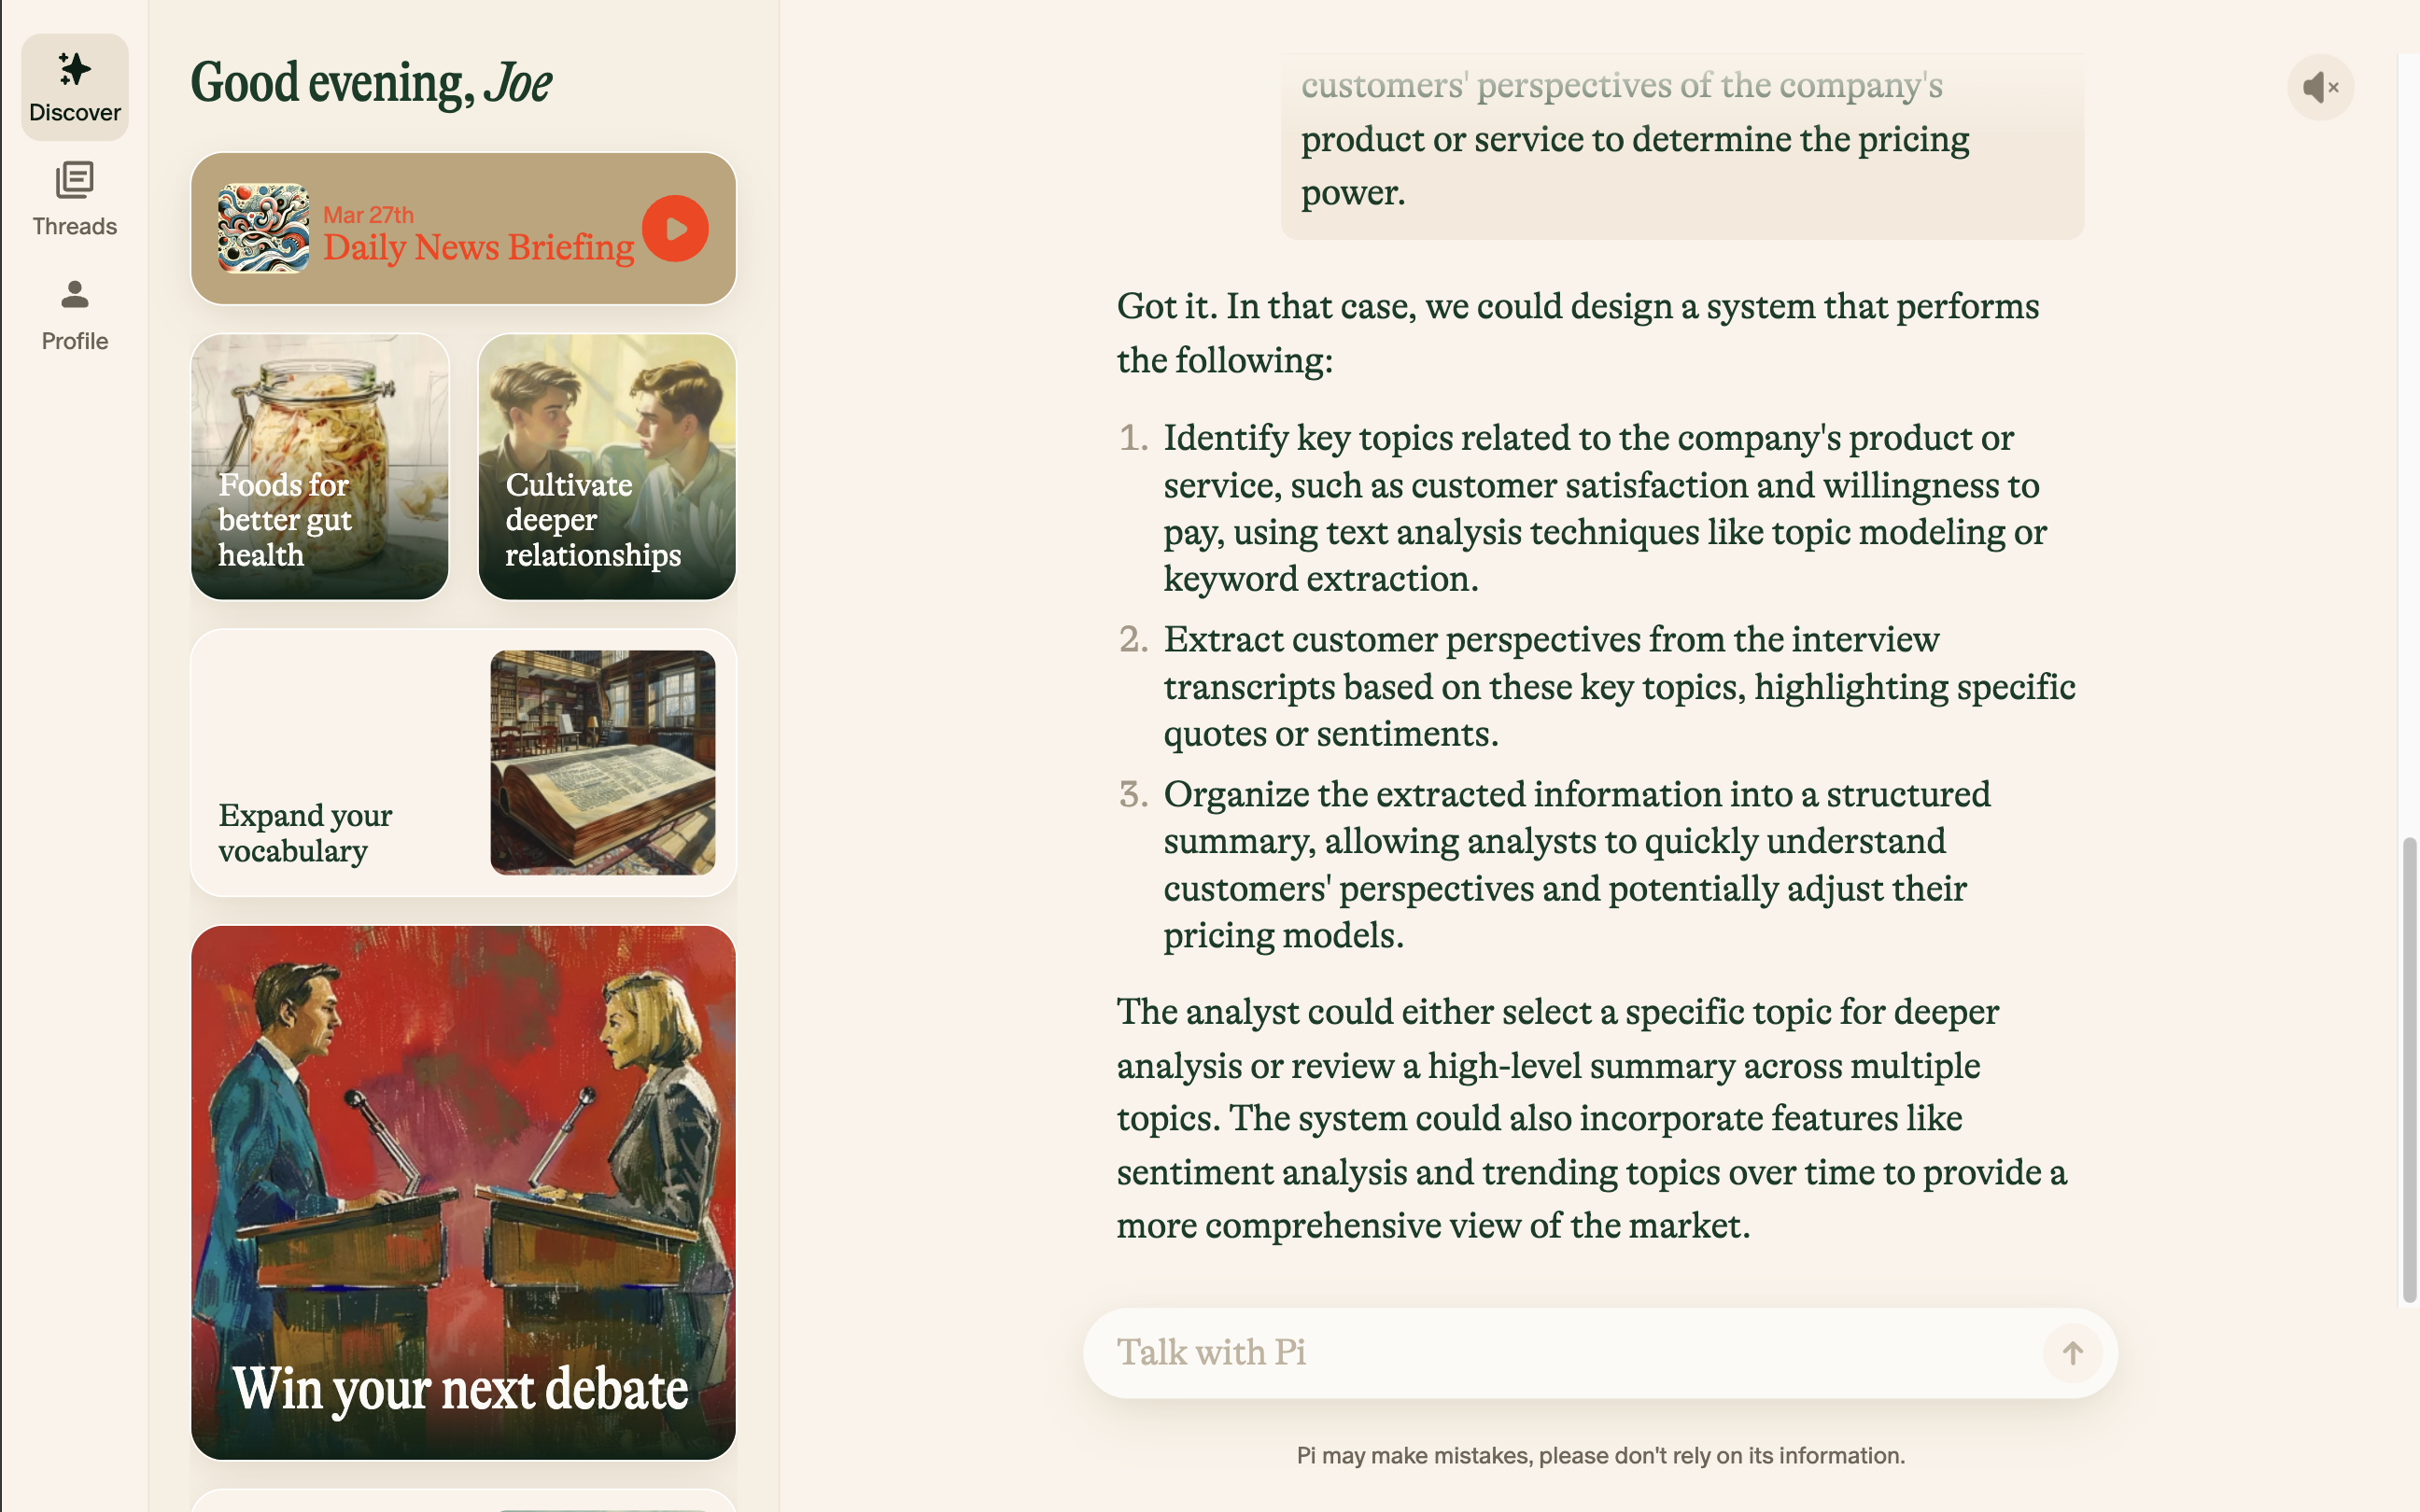 Discover
Threads
Profile
Good evening, Joe
Mar 27th
Daily News Briefing
Foods for
better gut
health
Cultivate
deeper
relationships
Expand your
vocabulary
Win your next debate
customers' perspectives of the company's
product or service to determine the pricing
power.
Got it. In that case, we could design a system that performs
the following:
1. Identify key topics related to the company's product or
service, such as customer satisfaction and willingness to
pay, using text analysis techniques like topic modeling or
keyword extraction.
2. Extract customer perspectives from the interview
transcripts based on these key topics, highlighting specific
quotes or sentiments.
3. Organize the extracted information into a structured
summary, allowing analysts to quickly understand
customers' perspectives and potentially adjust their
pricing models.
The analyst could either select a specific topic for deeper
analysis or review a high-level summary across multiple
topics. The system could also incorporate features like
sentiment analysis and trending topics over time to provide a
more comprehensive view of the market.
Talk with Pi
Pi may make mistakes, please don't rely on its information.